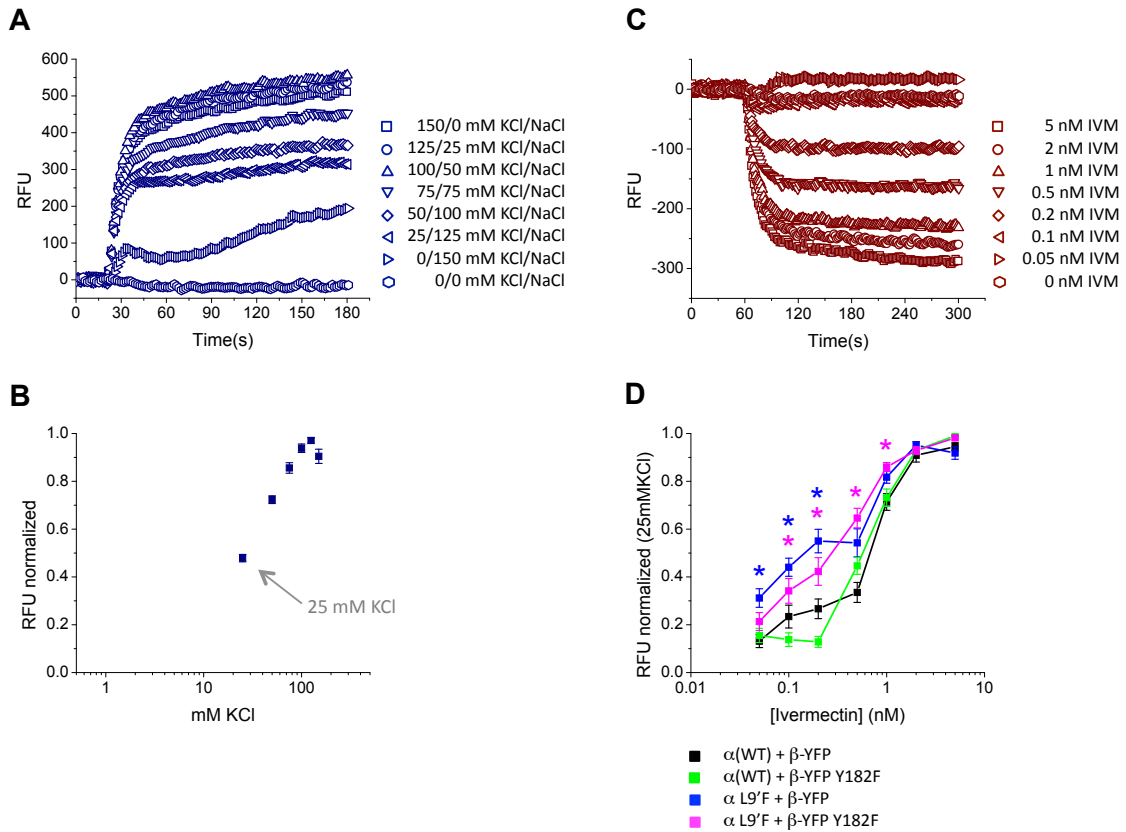 A
600
500
400
300
200
100
0
RFU
0 30 60 90 120 150 180
Time(s)
150/0 mM KCl/NaCl
125/25 mM KCl/NaCl
100/50 mM KCl/NaCl
75/75 mM KCl/NaCl
50/100 mM KCl/NaCl
25/125 mM KCl/NaCl
0/150 mM KCl/NaCl
0/0 mM KCl/NaCl
C
0
-100
-200
-300
RFU
0 60 120 180 240 300
Time(s)
5 nM IVM
2 nM IVM
1 nM IVM
0.5 nM IVM
0.2 nM IVM
0.1 nM IVM
0.05 nM IVM
0 nM IVM
B
1.0
0.8
0.6
0.4
0.2
0.0
RFU normalized
25 mM KCl
1 10 100
mM KCl
D
1.0
0.8
0.6
0.4
0.2
0.0
RFU normalized (25mMKCl)
* * * * * * *
0.01 0.1 1 10
[Ivermectin] (nM)
α(WT) + β-YFP
α(WT) + β-YFP Y182F
α L9'F + β-YFP
α L9'F + β-YFP Y182F